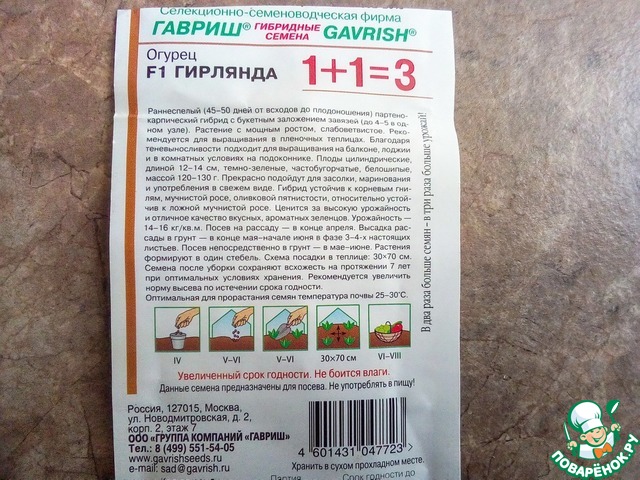 Селекционно-семеноводческая фирма
ГАВРИШ® ГИБРИДНЫЕ СЕМЕНА GAVRISH®
Огурец
F1 ГИРЛЯНДА
1+1=3
Раннеспелый (45–50 дней от всходов до плодоношения) партено-
карпический гибрид с букетным заложением завязей (до 4–5 в од-
ном узле). Растение с мощным ростом, слабоветвистое. Реко-
мендуется для выращивания в пленочных теплицах. Благодаря
теневыносливости подходит для выращивания на балконе, лоджии
и в комнатных условиях на подоконнике. Плоды цилиндрические,
длиной 12–14 см, темно-зеленые, частобугорчатые, белошипые,
массой 120–130 г. Прекрасно подойдут для засолки, маринования
и употребления в свежем виде. Гибрид устойчив к корневым гни-
лям, мучнистой росе, оливковой пятнистости, относительно устой-
чив к ложной мучнистой росе. Ценится за высокую урожайность
и отличное качество вкусных, ароматных зеленцов. Урожайность —
14–16 кг/кв.м. Посев на рассаду — в конце апреля. Высадка рас-
сады в грунт — в конце мая–начале июня в фазе 3–4-х настоящих
листьев. Посев непосредственно в грунт — в мае–июне. Растения
формируют в один стебель. Схема посадки в теплице: 30×70 см.
Семена после уборки сохраняют всхожесть на протяжении 7 лет
при оптимальных условиях хранения. Рекомендуется увеличить
норму высева по истечении срока годности.
Оптимальная для прорастания семян температура почвы 25–30°С.
В два раза больше семян – в три раза больше урожай!
IV V–VI V–VI 30×70 см VI–VIII
Увеличенный срок годности. Не боится влаги.
Данные семена предназначены для посева. Не употреблять в пищу!
Россия, 127015, Москва,
ул. Новодмитровская, д. 2,
корп. 2, этаж 7
ООО «ГРУППА КОМПАНИЙ «ГАВРИШ»
Тел.: 8 (499) 551-54-05
www.gavrishseeds.ru
e-mail: sad@gavrish.ru
4 601431 047723 >
Хранить в сухом прохладном месте.
Партия Срок годности до
ПОВАРЁНОК.РУ